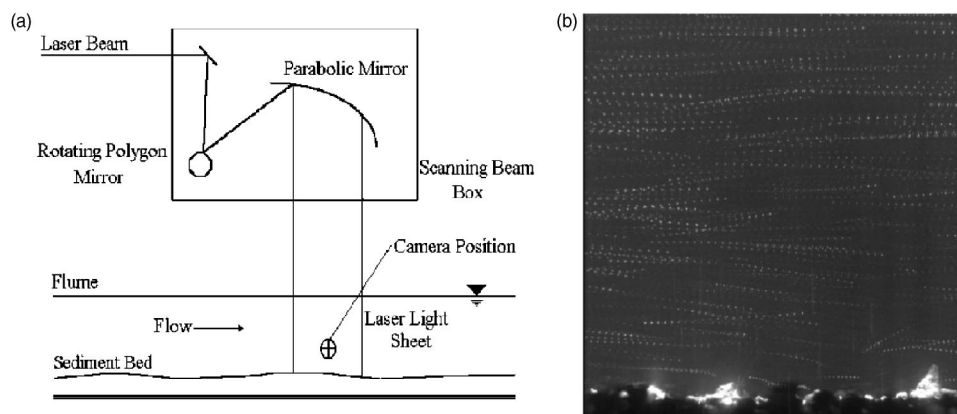 (a)
Laser Beam
Parabolic Mirror
Rotating Polygon
Mirror
Scanning Beam
Box
Camera Position
Flume
Flow
Laser Light
Sheet
Sediment Bed
(b)